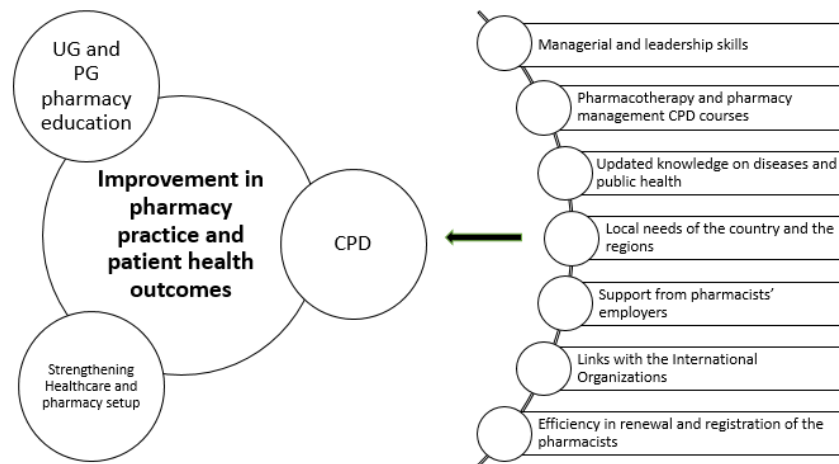 UG and
PG
pharmacy
education
Improvement in
pharmacy
practice and
patient health
outcomes
CPD
Strengthening
Healthcare and
pharmacy setup
Managerial and leadership skills
Pharmacotherapy and pharmacy
management CPD courses
Updated knowledge on diseases and
public health
Local needs of the country and the
regions
Support from pharmacists'
employers
Links with the International
Organizations
Efficiency in renewal and registration of the
pharmacists